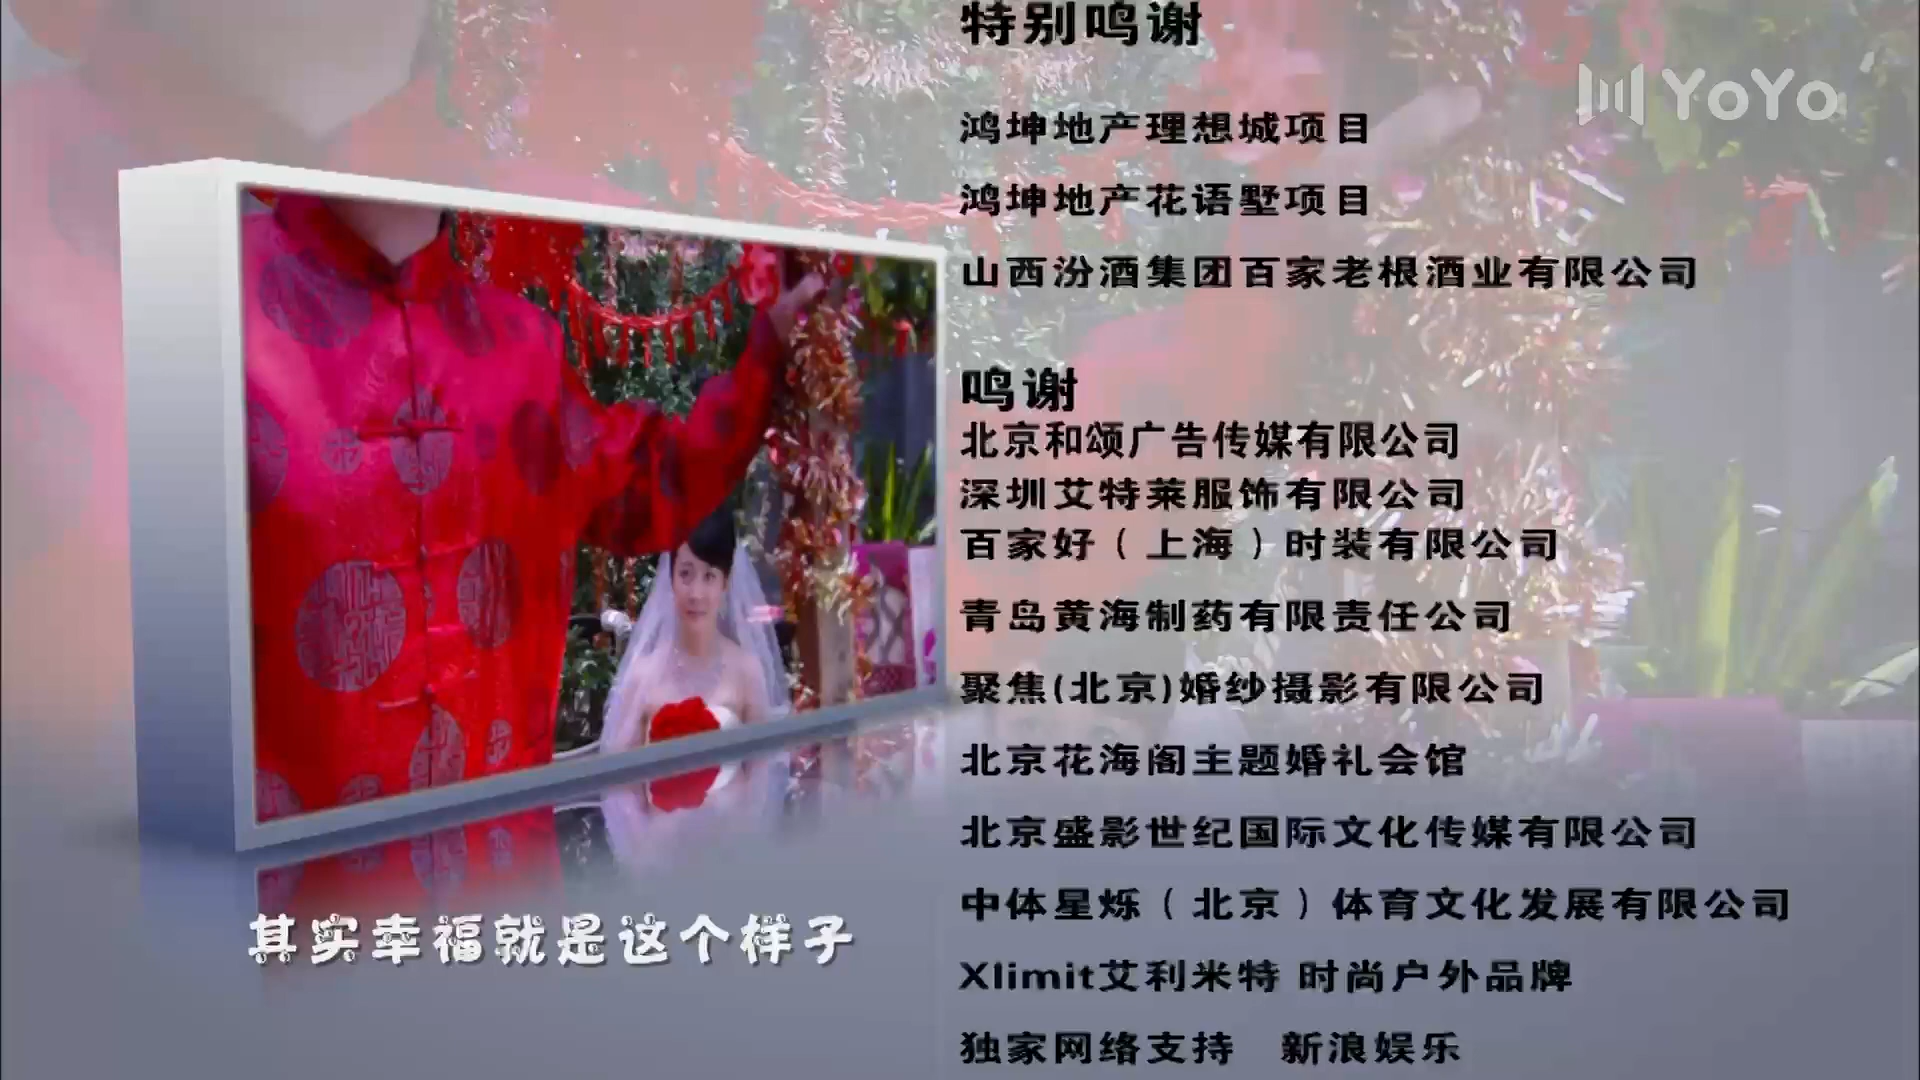 特别鸣谢
YOYO
鸿坤地产理想城项目
鸿坤地产花语墅项目
山西汾酒集团百家老根酒业有限公司
鸣谢
北京和颂广告传媒有限公司
深圳艾特莱服饰有限公司
百家好（上海）时装有限公司
青岛黄海制药有限责任公司
聚焦(北京)婚纱摄影有限公司
北京花海阁主题婚礼会馆
北京盛影世纪国际文化传媒有限公司
中体星烁（北京）体育文化发展有限公司
其实幸福就是这个样子
Xlimit艾利米特 时尚户外品牌
独家网络支持 新浪娱乐